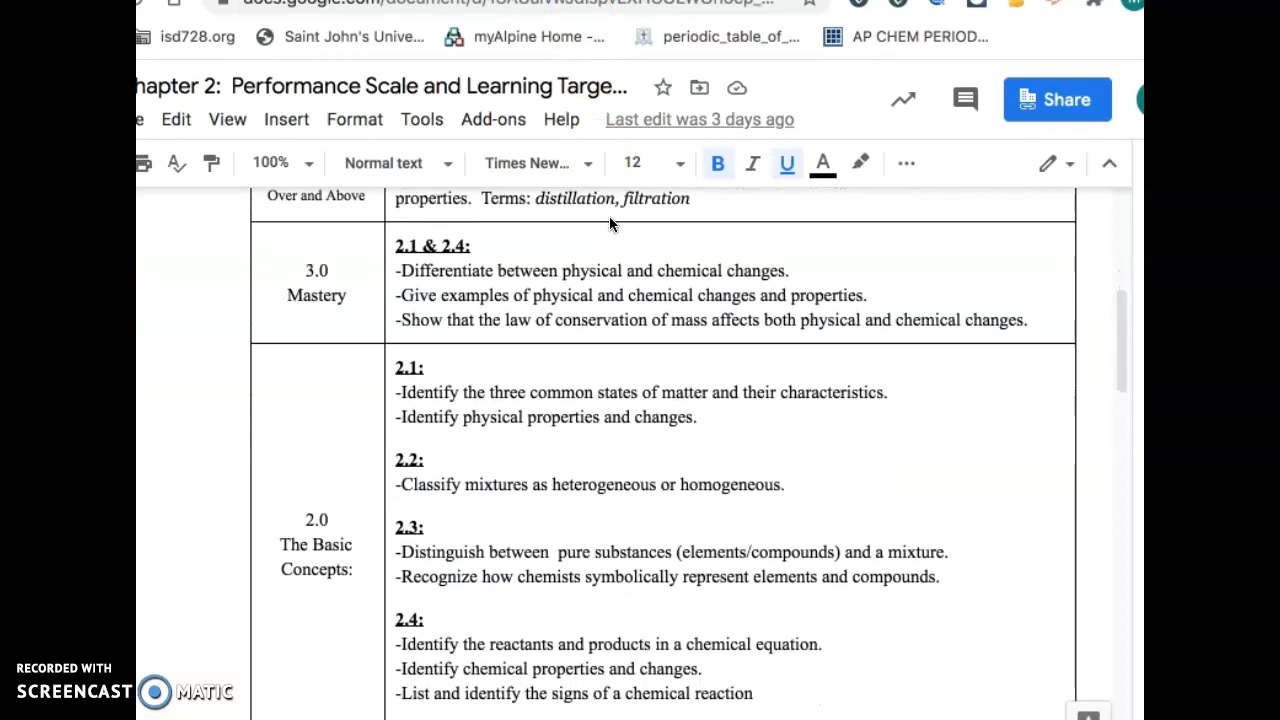 isd728.org Saint John's Unive... myAlpine Home -... periodic_table_of_... AP CHEM PERIOD...
hapter 2: Performance Scale and Learning Targe...
Share
e Edit View Insert Format Tools Add-ons Help Last edit was 3 days ago
100% Normal text Times New... 12 B I U A
Over and Above
properties. Terms: distillation, filtration
3.0
Mastery
2.1 & 2.4:
-Differentiate between physical and chemical changes.
-Give examples of physical and chemical changes and properties.
-Show that the law of conservation of mass affects both physical and chemical changes.
2.0
The Basic
Concepts:
2.1:
-Identify the three common states of matter and their characteristics.
-Identify physical properties and changes.
2.2:
-Classify mixtures as heterogeneous or homogeneous.
2.3:
-Distinguish between pure substances (elements/compounds) and a mixture.
-Recognize how chemists symbolically represent elements and compounds.
2.4:
-Identify the reactants and products in a chemical equation.
-Identify chemical properties and changes.
-List and identify the signs of a chemical reaction
RECORDED WITH
SCREENCAST MATIC